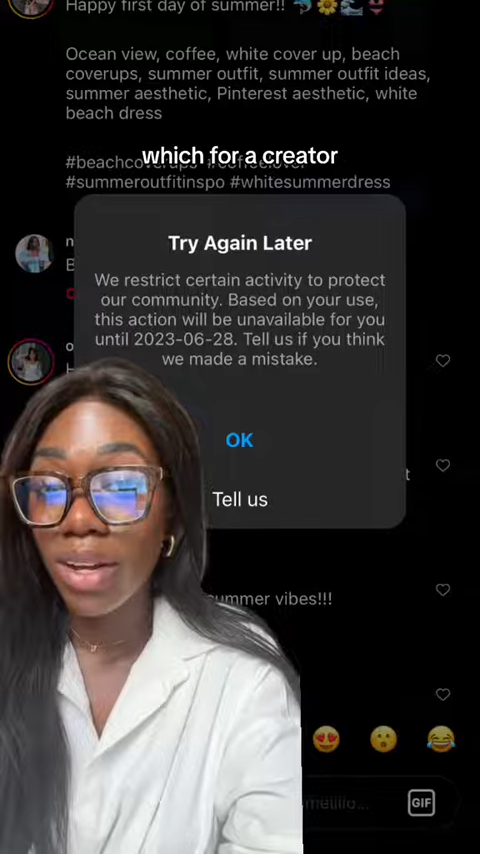 Happy first day of summer!! 🐬🌼🌊👙
Ocean view, coffee, white cover up, beach
coverups, summer outfit, summer outfit ideas,
summer aesthetic, Pinterest aesthetic, white
beach dress
which for a creator
#summeroutfitinspo #whitesummerdress
Try Again Later
We restrict certain activity to protect
our community. Based on your use,
this action will be unavailable for you
until 2023-06-28. Tell us if you think
we made a mistake.
OK
Tell us
summer vibes!!!
GIF